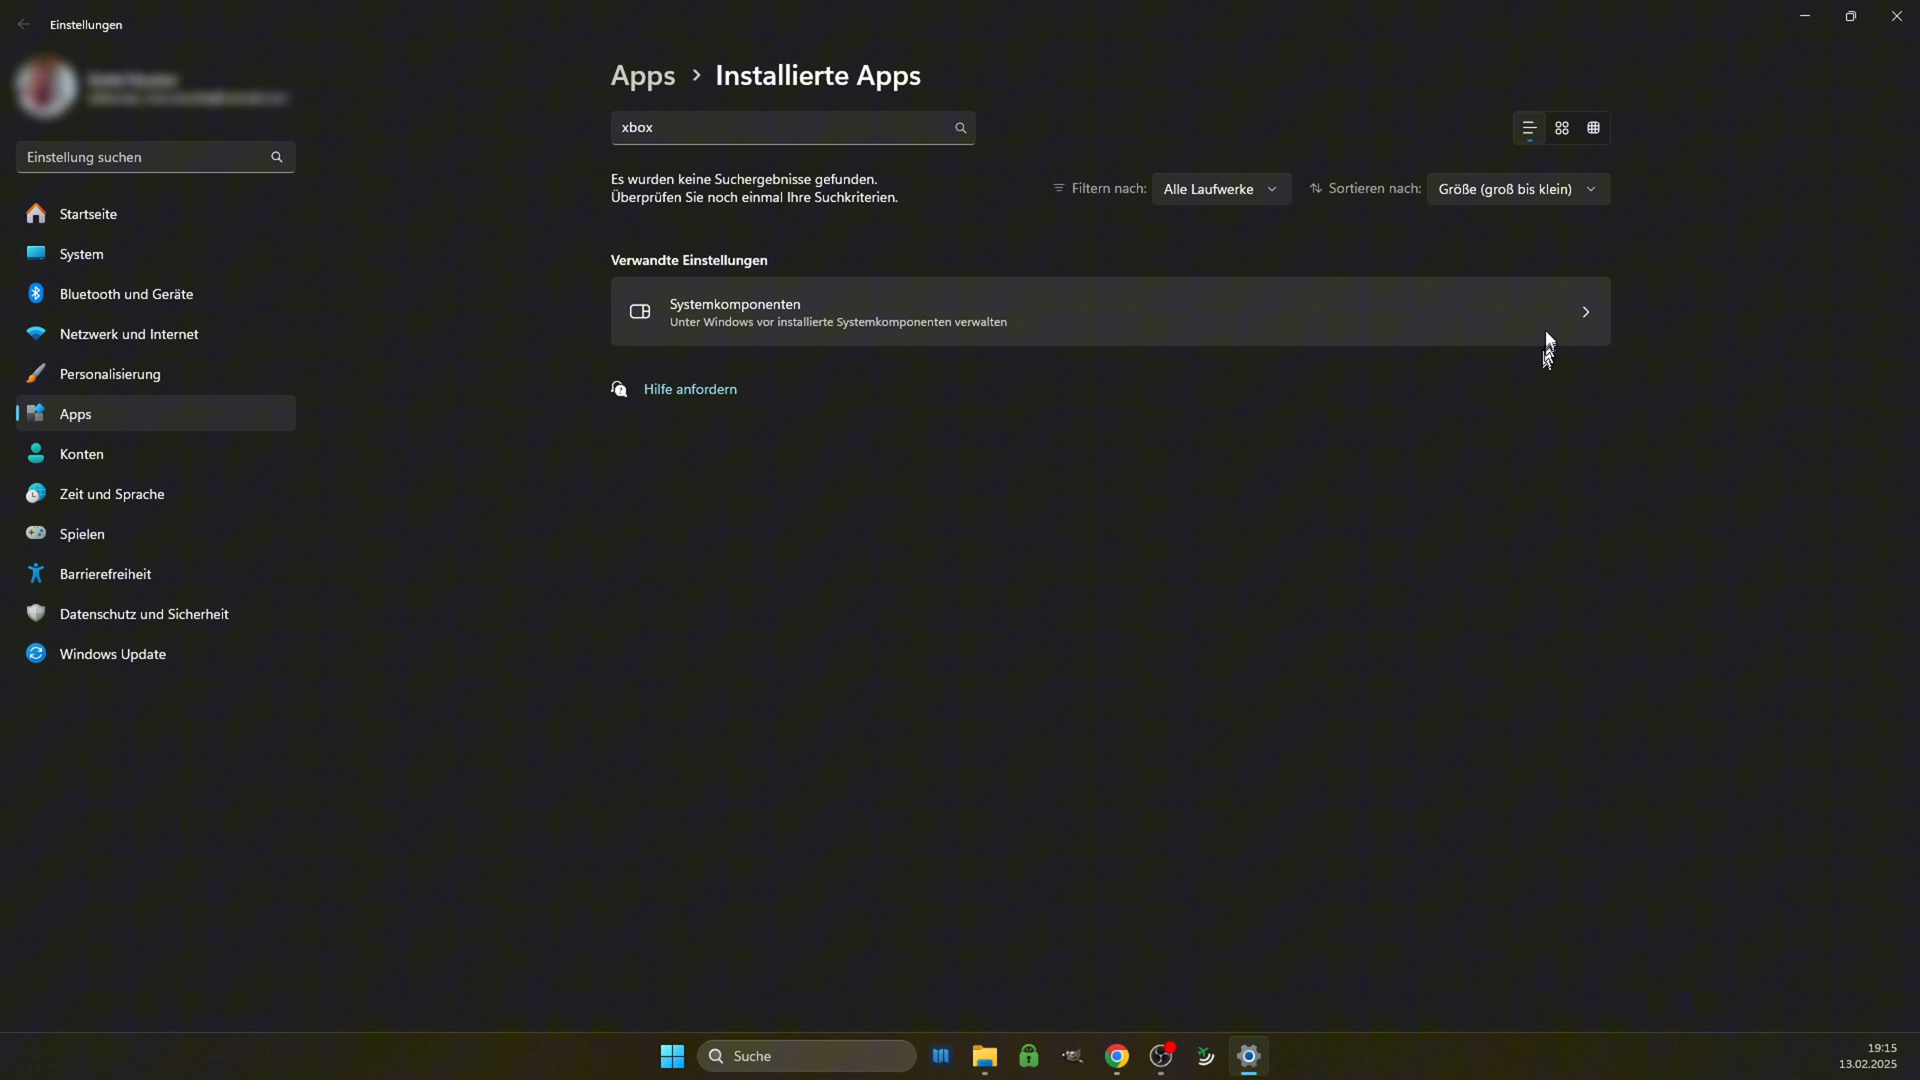 Einstellungen
Einstellung suchen
Startseite
System
Bluetooth und Geräte
Netzwerk und Internet
Personalisierung
Apps
Konten
Zeit und Sprache
Spielen
Barrierefreiheit
Datenschutz und Sicherheit
Windows Update
Apps > Installierte Apps
xbox
Es wurden keine Suchergebnisse gefunden.
Überprüfen Sie noch einmal Ihre Suchkriterien.
Filtern nach: Alle Laufwerke
Sortieren nach: Größe (groß bis klein)
Verwandte Einstellungen
Systemkomponenten
Unter Windows vor installierte Systemkomponenten verwalten
Hilfe anfordern
Suche
19:15
13.02.2025